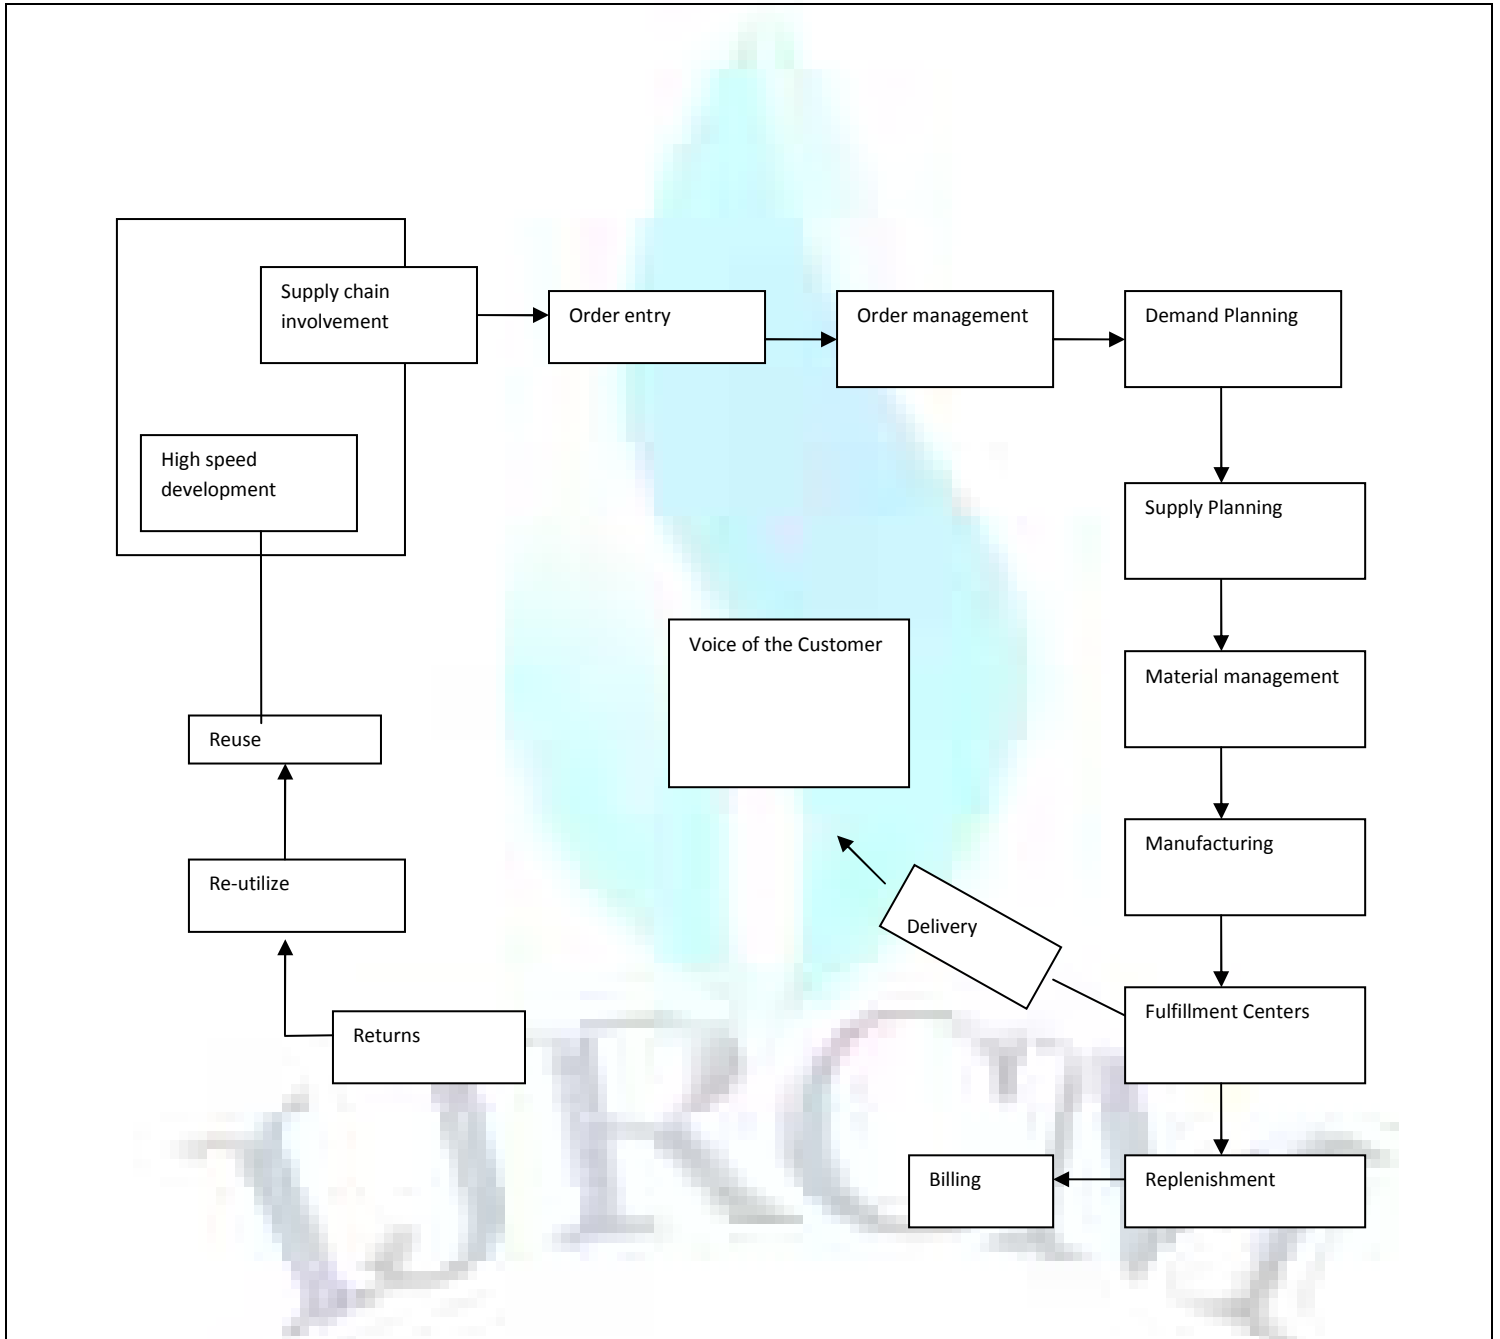 Supply chain
involvement
Order entry
Order management
Demand Planning
High speed
development
Supply Planning
Voice of the Customer
Material management
Reuse
Manufacturing
Re-utilize
Delivery
Fulfillment Centers
Returns
Billing
Replenishment
IJRCM